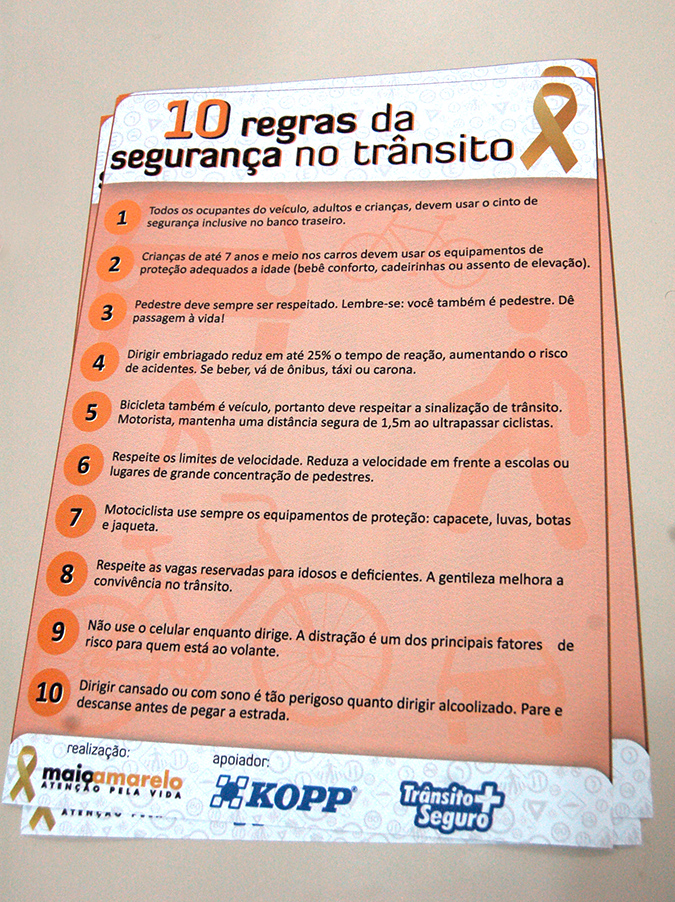 10 regras da
segurança no trânsito
1 Todos os ocupantes do veículo, adultos e crianças, devem usar o cinto de
segurança inclusive no banco traseiro.
2 Crianças de até 7 anos e meio nos carros devem usar os equipamentos de
proteção adequados a idade (bebê conforto, cadeirinhas ou assento de elevação).
3 Pedestre deve sempre ser respeitado. Lembre-se: você também é pedestre. Dê
passagem à vida!
4 Dirigir embriagado reduz em até 25% o tempo de reação, aumentando o risco
de acidentes. Se beber, vá de ônibus, táxi ou carona.
5 Bicicleta também é veículo, portanto deve respeitar a sinalização de trânsito.
Motorista, mantenha uma distância segura de 1,5m ao ultrapassar ciclistas.
6 Respeite os limites de velocidade. Reduza a velocidade em frente a escolas ou
lugares de grande concentração de pedestres.
7 Motociclista use sempre os equipamentos de proteção: capacete, luvas, botas
e jaqueta.
8 Respeite as vagas reservadas para idosos e deficientes. A gentileza melhora a
convivência no trânsito.
9 Não use o celular enquanto dirige. A distração é um dos principais fatores de
risco para quem está ao volante.
10 Dirigir cansado ou com sono é tão perigoso quanto dirigir alcoolizado. Pare e
descanse antes de pegar a estrada.
realização: apoiador:
maioamarelo KOPP® Trânsito+
ATENÇÃO PELA VIDA Seguro
ATENÇÃO